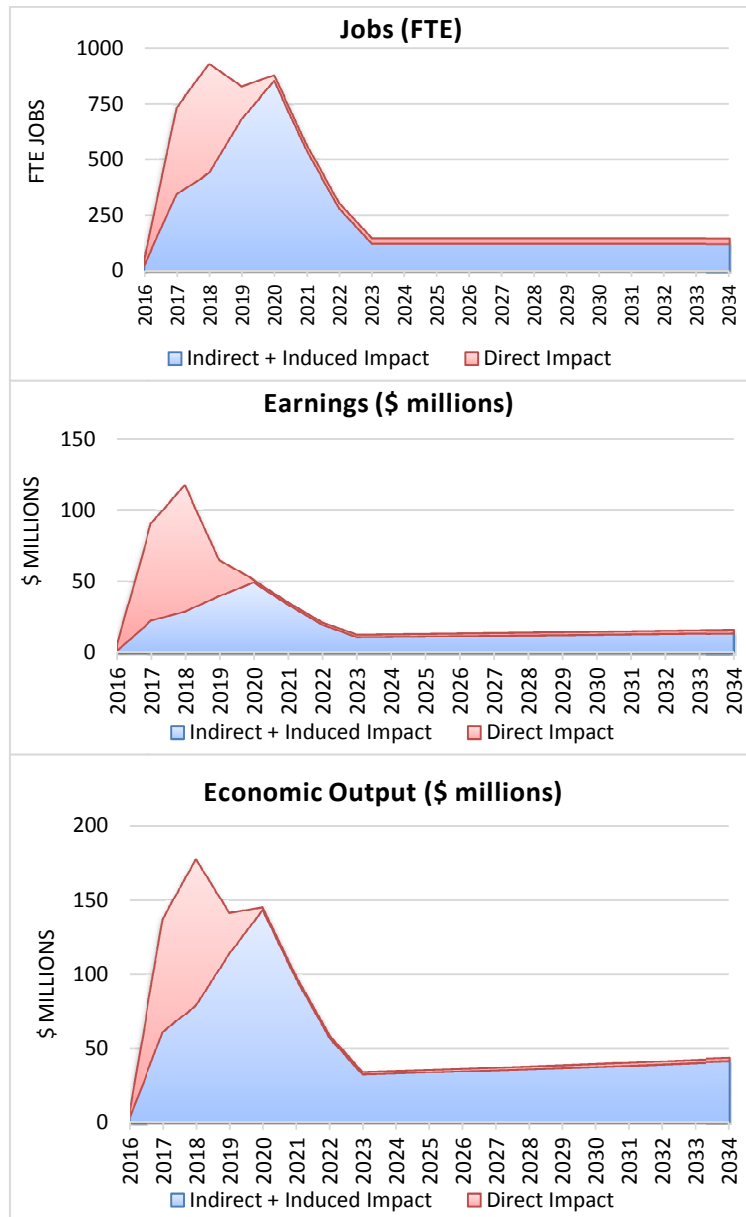 Jobs (FTE)
1000
750
500
250
0
FTE JOBS
2016 2017 2018 2019 2020 2021 2022 2023 2024 2025 2026 2027 2028 2029 2030 2031 2032 2033 2034
Indirect + Induced Impact Direct Impact
Earnings ($ millions)
150
100
50
0
$ MILLIONS
2016 2017 2018 2019 2020 2021 2022 2023 2024 2025 2026 2027 2028 2029 2030 2031 2032 2033 2034
Indirect + Induced Impact Direct Impact
Economic Output ($ millions)
200
150
100
50
0
$ MILLIONS
2016 2017 2018 2019 2020 2021 2022 2023 2024 2025 2026 2027 2028 2029 2030 2031 2032 2033 2034
Indirect + Induced Impact Direct Impact